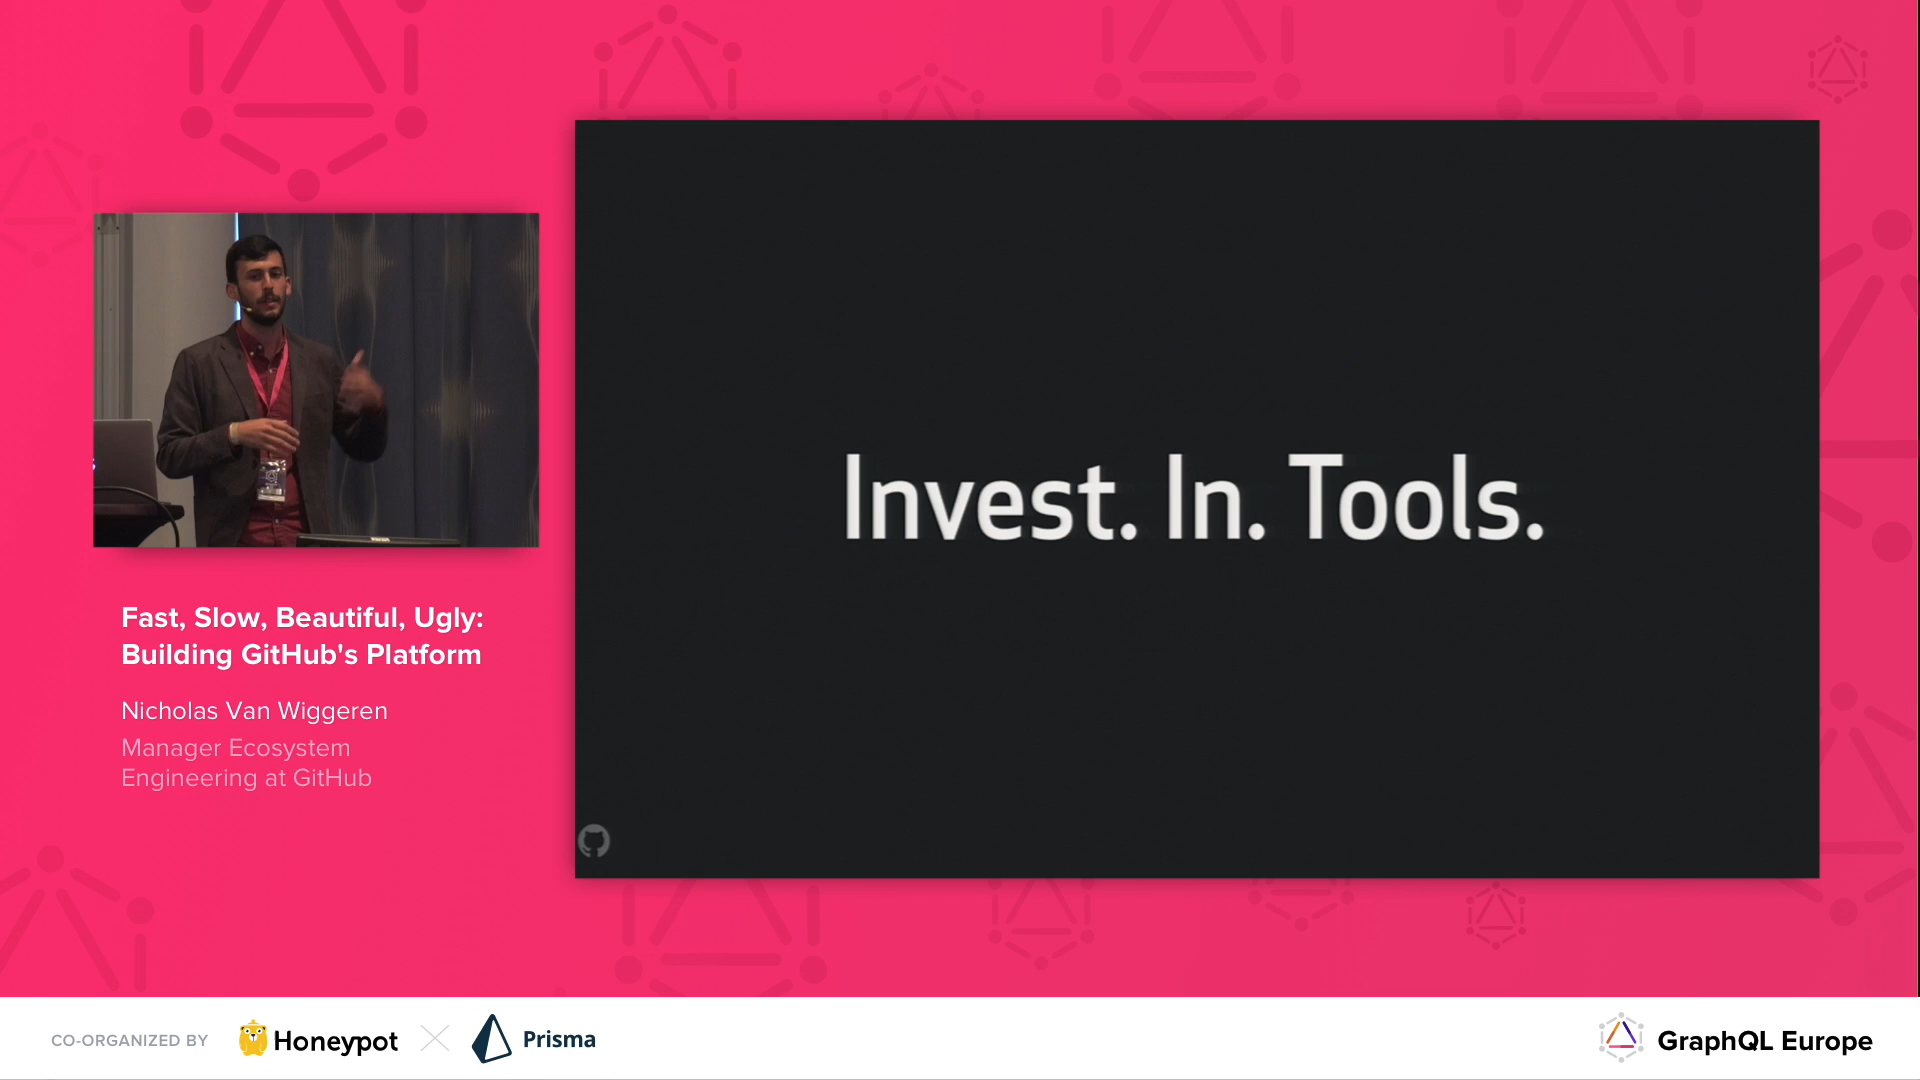 Invest. In. Tools.
Fast, Slow, Beautiful, Ugly:
Building GitHub's Platform
Nicholas Van Wiggeren
Manager Ecosystem
Engineering at GitHub
CO-ORGANIZED BY
Honeypot
Prisma
GraphQL Europe